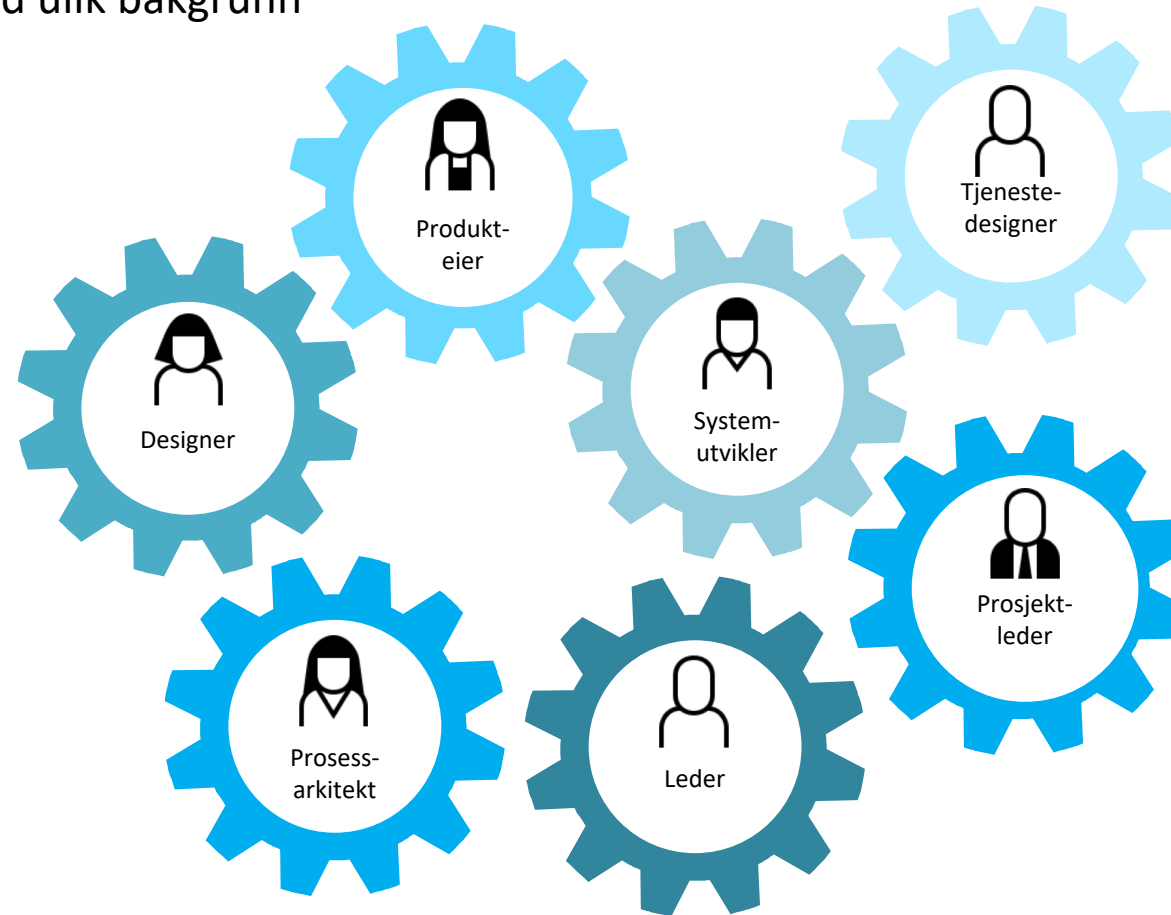 ulik bakgrunn
Produkt-
eier
Tjeneste-
designer
Designer
System-
utvikler
Prosjekt-
leder
Prosess-
arkitekt
Leder